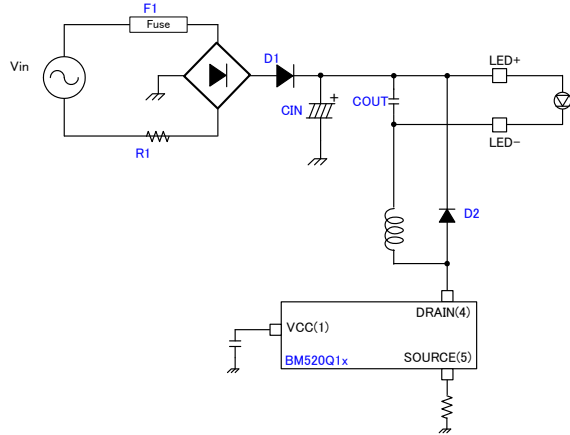 F1
Fuse
Vin
D1
LED+
COUT
CIN
+
LED-
R1
D2
DRAIN(4)
VCC(1)
SOURCE(5)
BM520Q1x